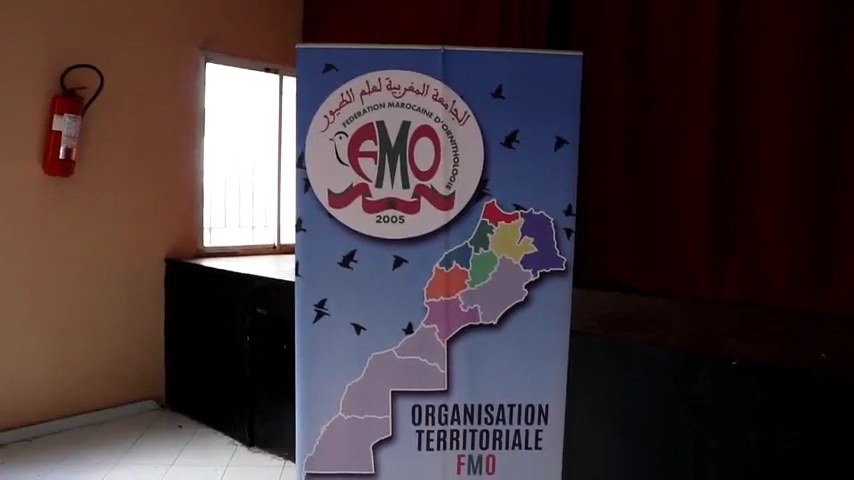 الجامعة المغربية لعلم الطيور
FEDERATION MAROCAINE D'ORNITHOLOGIE
FMO
2005
ORGANISATION
TERRITORIALE
FMO